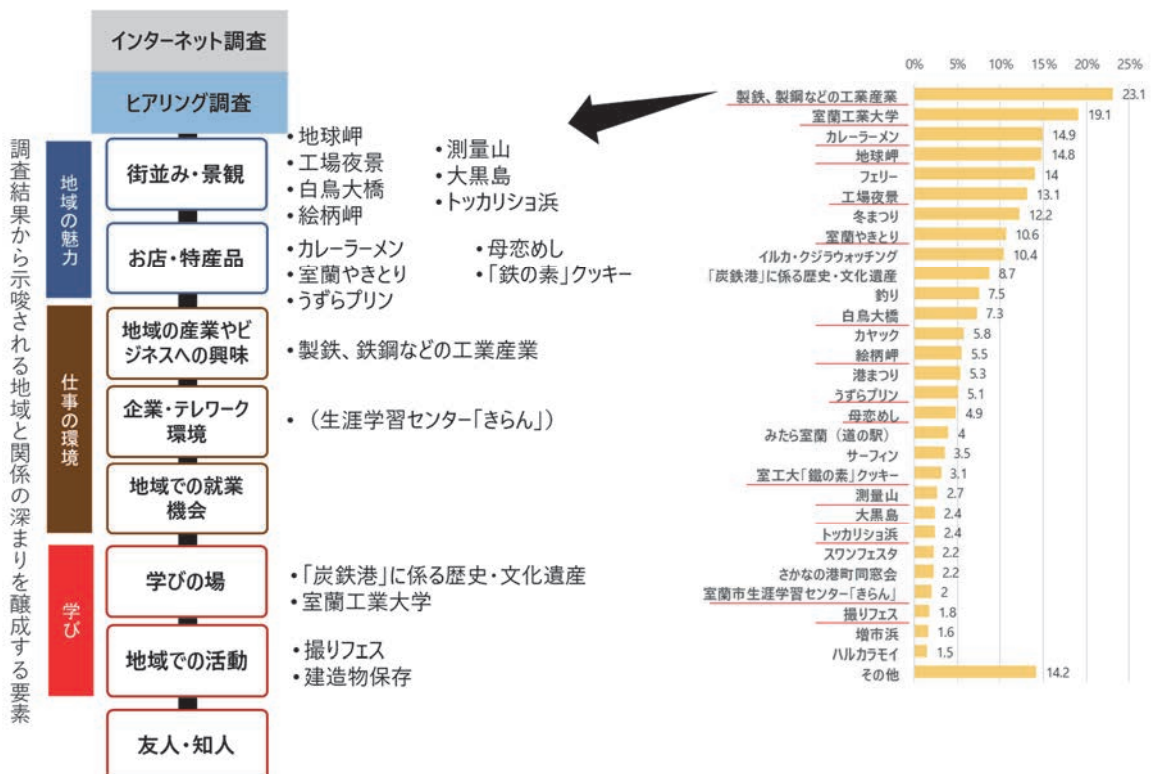 インターネット調査
ヒアリング調査
調査結果から示唆される地域と関係の深まりを醸成する要素
地域の魅力
街並み・景観
•地球岬
•工場夜景
•白鳥大橋
•絵柄岬
•測量山
•大黒島
•トッカリショ浜
お店・特産品
•カレーラーメン
•室蘭やきとり
•うずらプリン
•母恋めし
•「鉄の素」クッキー
仕事の環境
地域の産業やビ
ジネスへの興味
•製鉄、鉄鋼などの工業産業
企業・テレワーク
環境
•（生涯学習センター「きらん」）
地域での就業
機会
学び
学びの場
•「炭鉄港」に係る歴史・文化遺産
•室蘭工業大学
地域での活動
•撮りフェス
•建造物保存
友人・知人
0% 5% 10% 15% 20% 25%
製鉄、製鋼などの工業産業 23.1
室蘭工業大学 19.1
カレーラーメン 14.9
地球岬 14.8
フェリー 14
工場夜景 13.1
冬まつり 12.2
室蘭やきとり 10.6
イルカ・クジラウォッチング 10.4
「炭鉄港」に係る歴史・文化遺産 8.7
釣り 7.5
白鳥大橋 7.3
カヤック 5.8
絵柄岬 5.5
港まつり 5.3
うずらプリン 5.1
母恋めし 4.9
みたら室蘭（道の駅） 4
サーフィン 3.5
室工大「鐵の素」クッキー 3.1
測量山 2.7
大黒島 2.4
トッカリショ浜 2.4
スワンフェスタ 2.2
さかなの港町同窓会 2.2
室蘭市生涯学習センター「きらん」 2
撮りフェス 1.8
増市浜 1.6
ハルカラモイ 1.5
その他 14.2